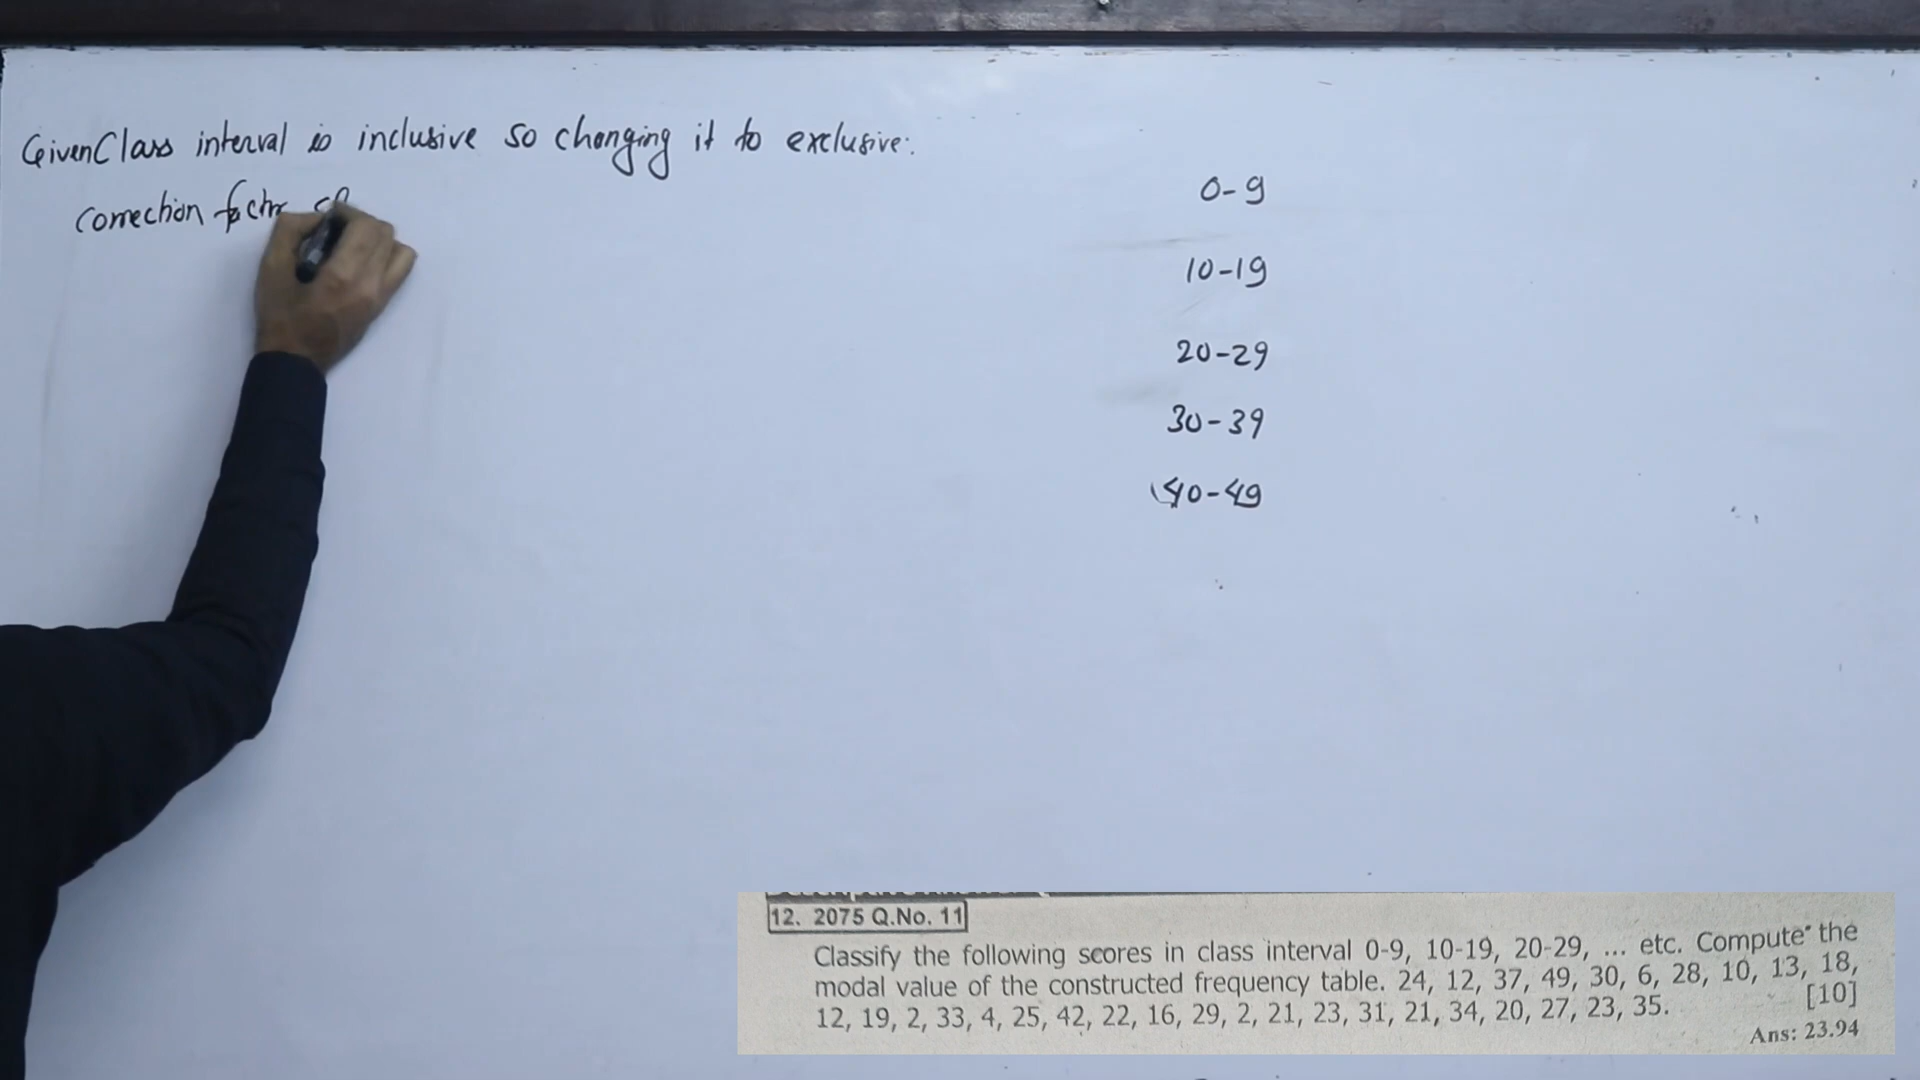 GivenClass interval is inclusive so changing it to exclusive:
Correction factor
0-9
10-19
20-29
30-39
40-49
12. 2075 Q.No. 11
Classify the following scores in class interval 0-9, 10-19, 20-29, ... etc. Compute the
modal value of the constructed frequency table. 24, 12, 37, 49, 30, 6, 28, 10, 13, 18,
12, 19, 2, 33, 4, 25, 42, 22, 16, 29, 2, 21, 23, 31, 21, 34, 20, 27, 23, 35. [10]
Ans: 23.94